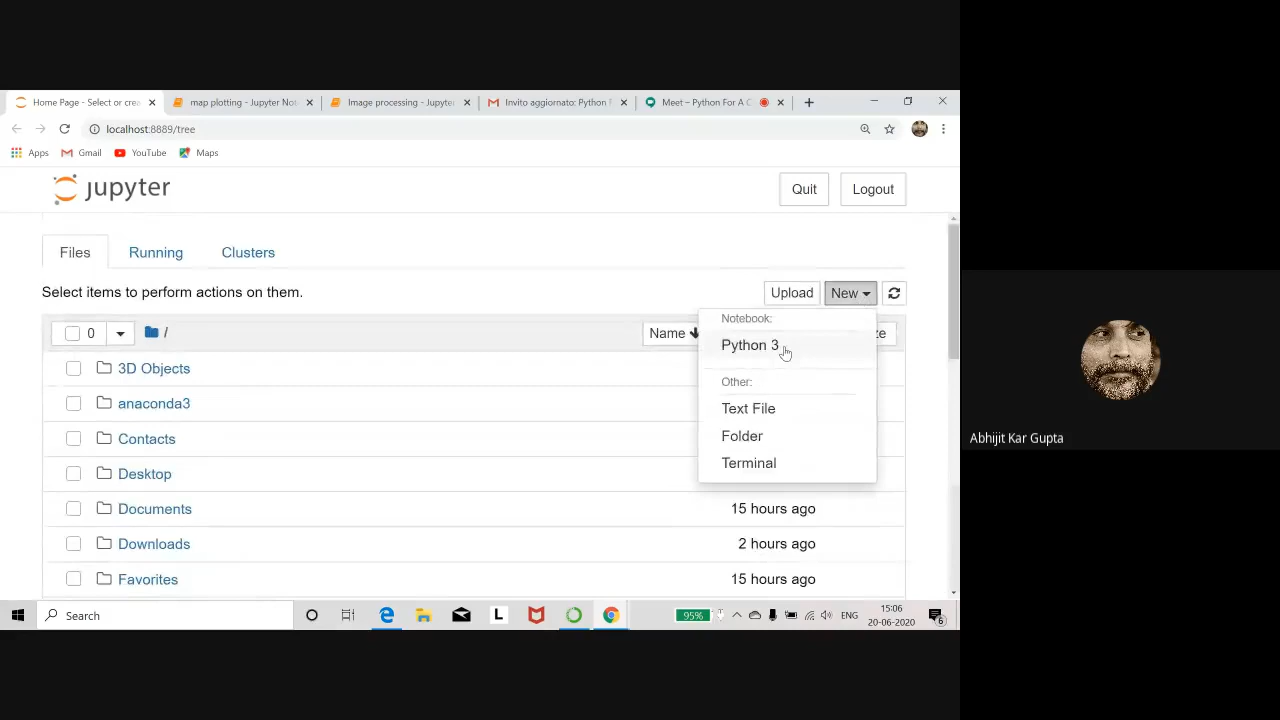 Home Page - Select or crea
map plotting - Jupyter Not
Image processing - Jupyte
Invito aggiornato: Python F
Meet – Python For A C
localhost:8889/tree
Apps
Gmail
YouTube
Maps
jupyter
Quit
Logout
Files
Running
Clusters
Select items to perform actions on them.
Upload
New
0
/
Name
ze
Notebook:
Python 3
Other:
Text File
Folder
Terminal
3D Objects
anaconda3
Contacts
Desktop
Documents
15 hours ago
Downloads
2 hours ago
Favorites
15 hours ago
Abhijit Kar Gupta
Search
L
95%
ENG
15:06
20-06-2020
6